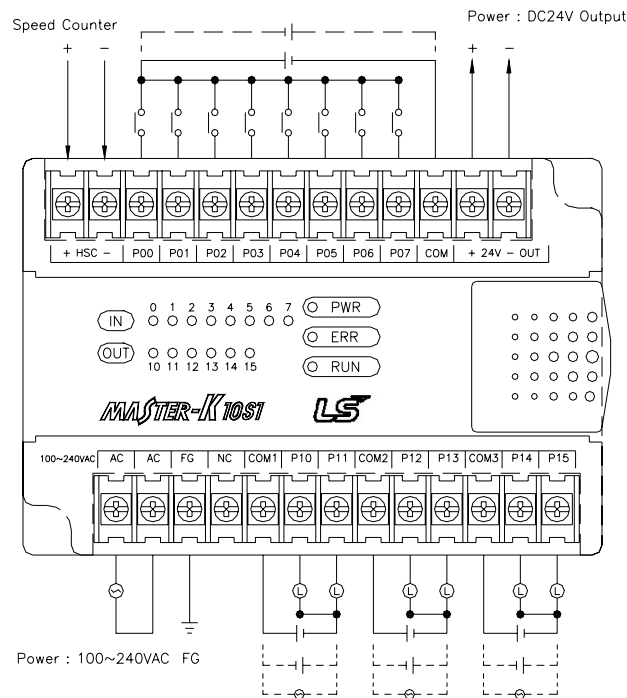 Speed Counter
Power : DC24V Output
+ - + -
+ HSC - P00 P01 P02 P03 P04 P05 P06 P07 COM + 24V - OUT
0 1 2 3 4 5 6 7
IN
PWR
ERR
OUT
10 11 12 13 14 15
RUN
MASTER-K 10S1
LS
100~240VAC AC AC FG NC COM1 P10 P11 COM2 P12 P13 COM3 P14 P15
L L L L L L
Power : 100~240VAC FG